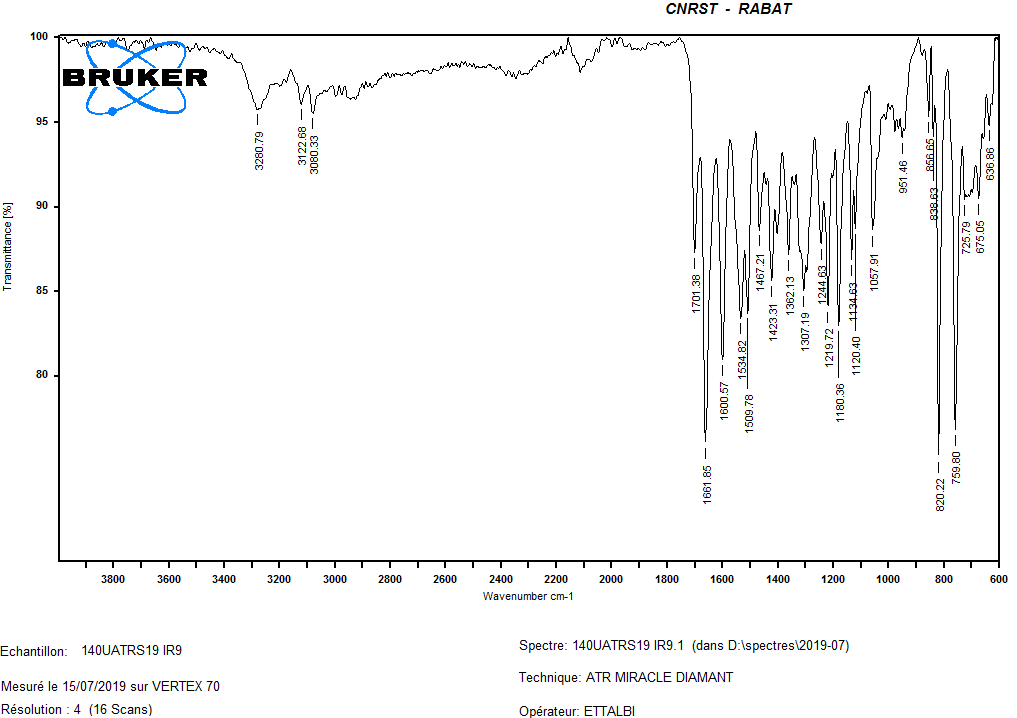 CNRST - RABAT
BRUKER
Transmittance [%]
100
95
90
85
80
3280.79
3122.68
3080.33
1701.38
1661.85
1600.57
1534.82
1509.78
1467.21
1423.31
1362.13
1307.19
1244.63
1219.72
1180.36
1134.63
1120.40
1057.91
951.46
856.65
838.63
820.22
759.80
725.79
675.05
636.86
3800 3600 3400 3200 3000 2800 2600 2400 2200 2000 1800 1600 1400 1200 1000 800 600
Wavenumber cm-1
Echantillon: 140UATRS19 IR9
Spectre: 140UATRS19 IR9.1 (dans D:\spectres\2019-07)
Mesuré le 15/07/2019 sur VERTEX 70
Technique: ATR MIRACLE DIAMANT
Résolution : 4 (16 Scans)
Opérateur: ETTALBI